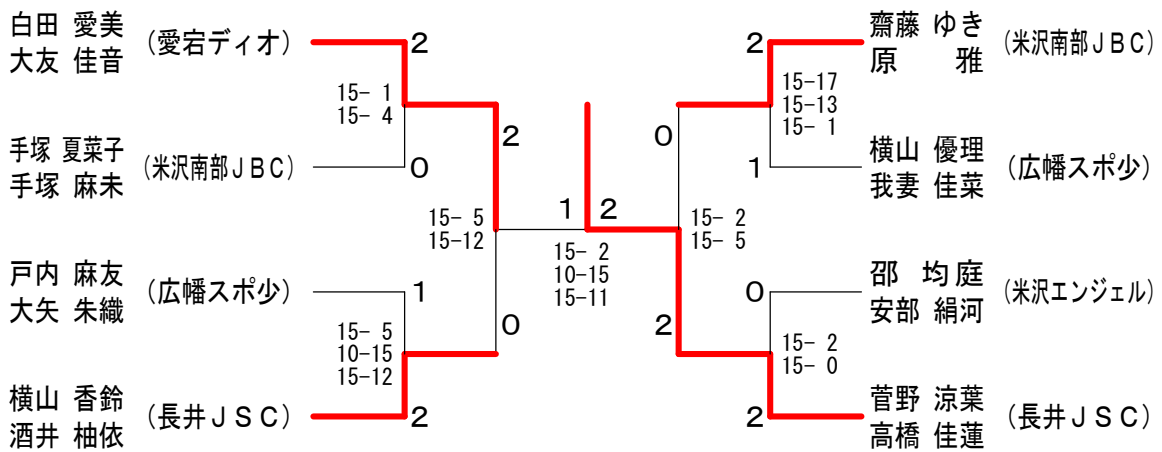 白田 愛美
大友 佳音
(愛宕ディオ)
2
15- 1
15- 4
手塚 夏菜子
手塚 麻未
(米沢南部JBC)
0
2
15- 5
15-12
戸内 麻友
大矢 朱織
(広幡スポ少)
1
15- 5
10-15
15-12
0
横山 香鈴
酒井 柚依
(長井JSC)
2
1
2
15- 2
10-15
15-11
2
齋藤 ゆき
原 雅
(米沢南部JBC)
15-17
15-13
15- 1
0
1
横山 優理
我妻 佳菜
(広幡スポ少)
15- 2
15- 5
0
邵 均庭
安部 絹河
(米沢エンジェル)
2
15- 2
15- 0
2
菅野 涼葉
高橋 佳蓮
(長井JSC)